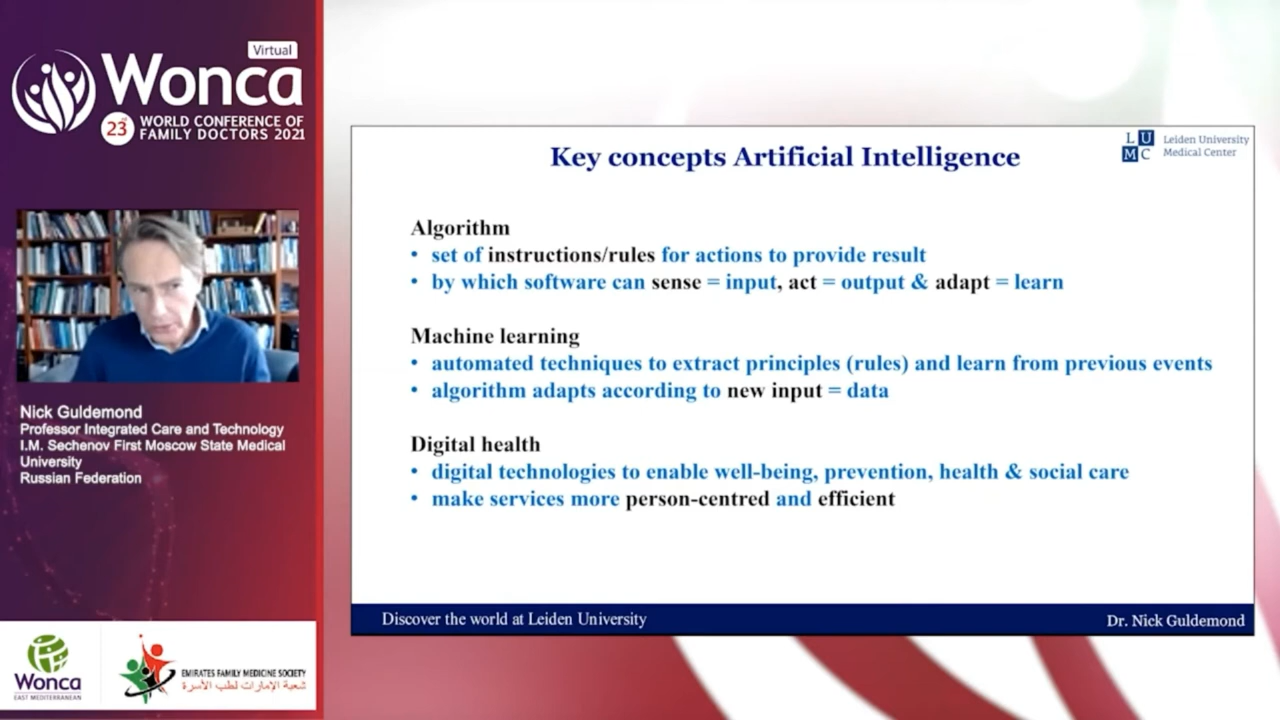 Virtual
Wonca
23rd
WORLD CONFERENCE OF
FAMILY DOCTORS 2021
Nick Guldemond
Professor Integrated Care and Technology
I.M. Sechenov First Moscow State Medical
University
Russian Federation
Wonca
EAST MEDITERRANEAN
EMIRATES FAMILY MEDICINE SOCIETY
شعبة الإمارات لطب الأسرة
Key concepts Artificial Intelligence
L U
M C
Leiden University
Medical Center
Algorithm
• set of instructions/rules for actions to provide result
• by which software can sense = input, act = output & adapt = learn
Machine learning
• automated techniques to extract principles (rules) and learn from previous events
• algorithm adapts according to new input = data
Digital health
• digital technologies to enable well-being, prevention, health & social care
• make services more person-centred and efficient
Discover the world at Leiden University
Dr. Nick Guldemond